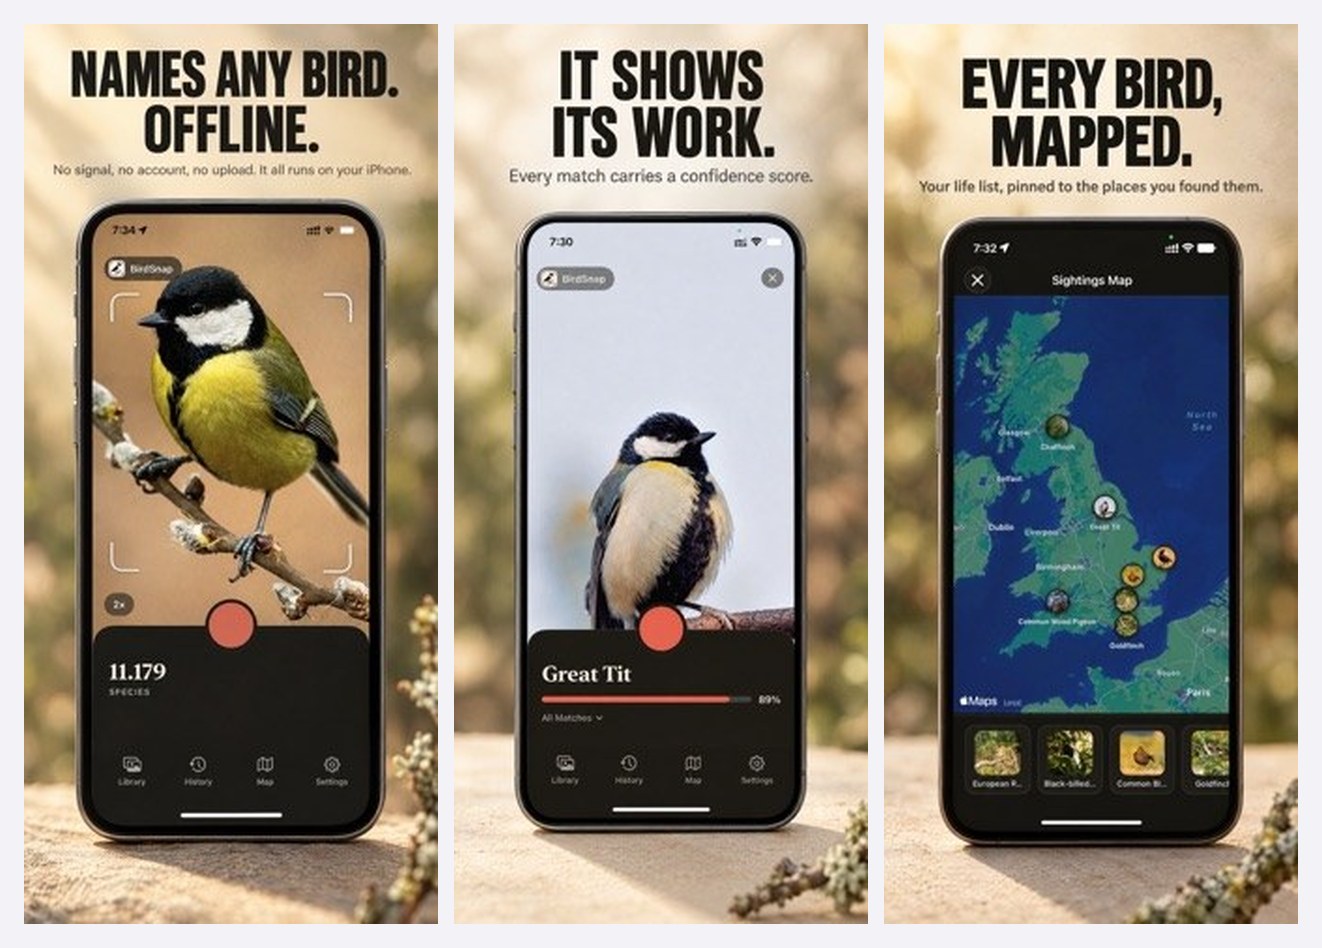 NAMES ANY BIRD.
OFFLINE.
No signal, no account, no upload. It all runs on your iPhone.
7:34
BirdSnap
2x
11.179
SPECIES
Library
History
Map
Settings
IT SHOWS
ITS WORK.
Every match carries a confidence score.
7:30
BirdSnap
Great Tit
89%
All Matches
Library
History
Map
Settings
EVERY BIRD,
MAPPED.
Your life list, pinned to the places you found them.
7:32
Sightings Map
North
Sea
Glasgow
Chaffinch
Belfast
Great Tit
Dublin
Liverpool
Birmingham
Common Wood Pigeon
Goldfinch
Paris
Maps
Legal
European R...
Black-billed...
Common Bl...
Goldfinch